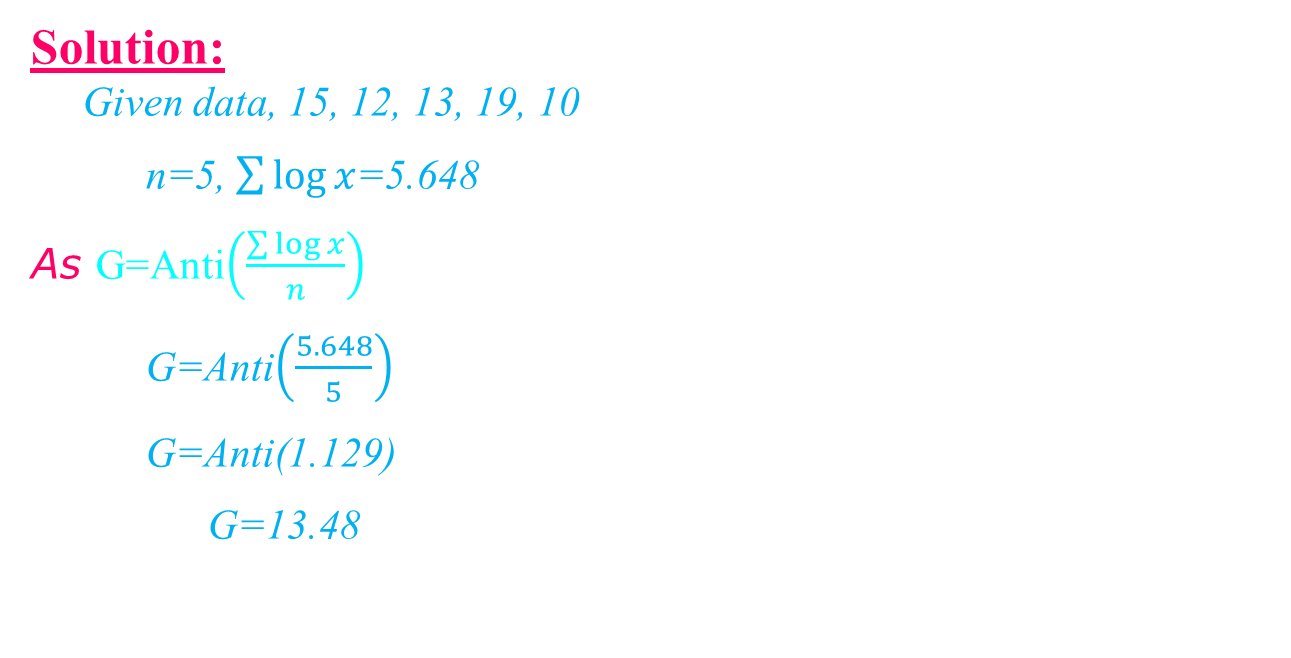 Solution:
Given data, 15, 12, 13, 19, 10
n=5, ∑ log x=5.648
As G=Anti(∑ log x / n)
G=Anti(5.648 / 5)
G=Anti(1.129)
G=13.48